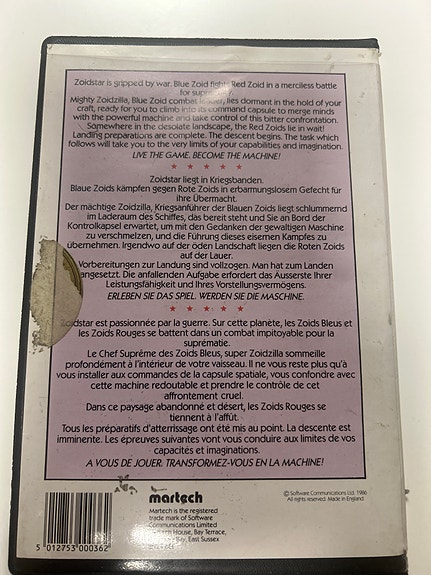 Zoidstar is gripped by war. Blue Zoid fights Red Zoid in a merciless battle
for supremacy.
Mighty Zoidzilla, Blue Zoid combat leader, lies dormant in the hold of your
craft, ready for you to climb into its command capsule to merge minds
with the powerful machine and take control of this bitter confrontation.
Somewhere in the desolate landscape, the Red Zoids lie in wait!
Landing preparations are complete. The descent begins. The task which
follows will take you to the very limits of your capabilities and imagination.
LIVE THE GAME. BECOME THE MACHINE!
Zoidstar liegt in Kriegsbanden.
Blaue Zoids kämpfen gegen Rote Zoids in erbarmungslosem Gefecht für
ihre Übermacht.
Der mächtige Zoidzilla, Kriegsanführer der Blauen Zoids liegt schlummernd
im Laderaum des Schiffes, das bereit steht und Sie an Bord der
Kontrolkapsel erwartet, um mit den Gedanken der gewaltigen Maschine
zu verschmelzen, und die Führung dieses eisernen Kampfes zu
übernehmen. Irgendwo auf der öden Landschaft liegen die Roten Zoids
auf der Lauer.
Vorbereitungen zur Landung sind vollzogen. Man hat zum Landen
angesetzt. Die anfallenden Aufgabe erfordert das Äusserste Ihrer
Leistungsfähigkeit und Ihres Vorstellungsvermögens.
ERLEBEN SIE DAS SPIEL. WERDEN SIE DIE MASCHINE.
Zoidstar est passionnée par la guerre. Sur cette planète, les Zoids Bleus et
les Zoids Rouges se battent dans un combat impitoyable pour la
suprématie.
Le Chef Suprême des Zoids Bleus, super Zoidzilla sommeille
profondément à l'intérieur de votre vaisseau. Il ne vous reste plus qu'à
vous installer aux commandes de la capsule spatiale, vous confondre avec
cette machine redoutable et prendre le contrôle de cet
affrontement cruel.
Dans ce paysage abandonné et désert, les Zoids Rouges se
tiennent à l'affût.
Tous les préparatifs d'atterrissage ont été mis au point. La descente est
imminente. Les épreuves suivantes vont vous conduire aux limites de vos
capacités et imaginations.
A VOUS DE JOUER. TRANSFORMEZ-VOUS EN LA MACHINE!
martech
Martech is the registered
trade mark of Software
Communications Limited
House, Bay Terrace,
Bay, East Sussex
© Software Communications Ltd. 1986
All rights reserved. Made in England
5 012753 000362